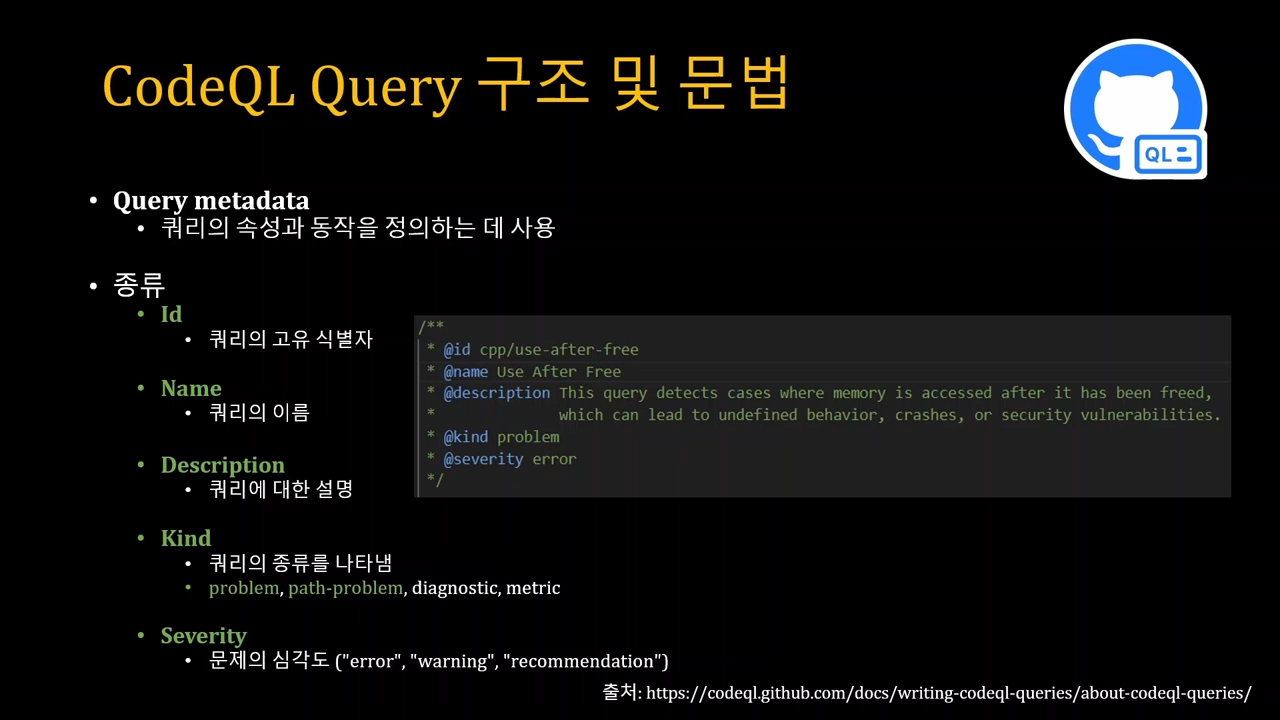 CodeQL Query 구조 및 문법
QL
• Query metadata
• 쿼리의 속성과 동작을 정의하는 데 사용
• 종류
• Id
• 쿼리의 고유 식별자
• Name
• 쿼리의 이름
• Description
• 쿼리에 대한 설명
• Kind
• 쿼리의 종류를 나타냄
• problem, path-problem, diagnostic, metric
• Severity
• 문제의 심각도 ("error", "warning", "recommendation")
/**
* @id cpp/use-after-free
* @name Use After Free
* @description This query detects cases where memory is accessed after it has been freed,
* which can lead to undefined behavior, crashes, or security vulnerabilities.
* @kind problem
* @severity error
*/
출처: https://codeql.github.com/docs/writing-codeql-queries/about-codeql-queries/